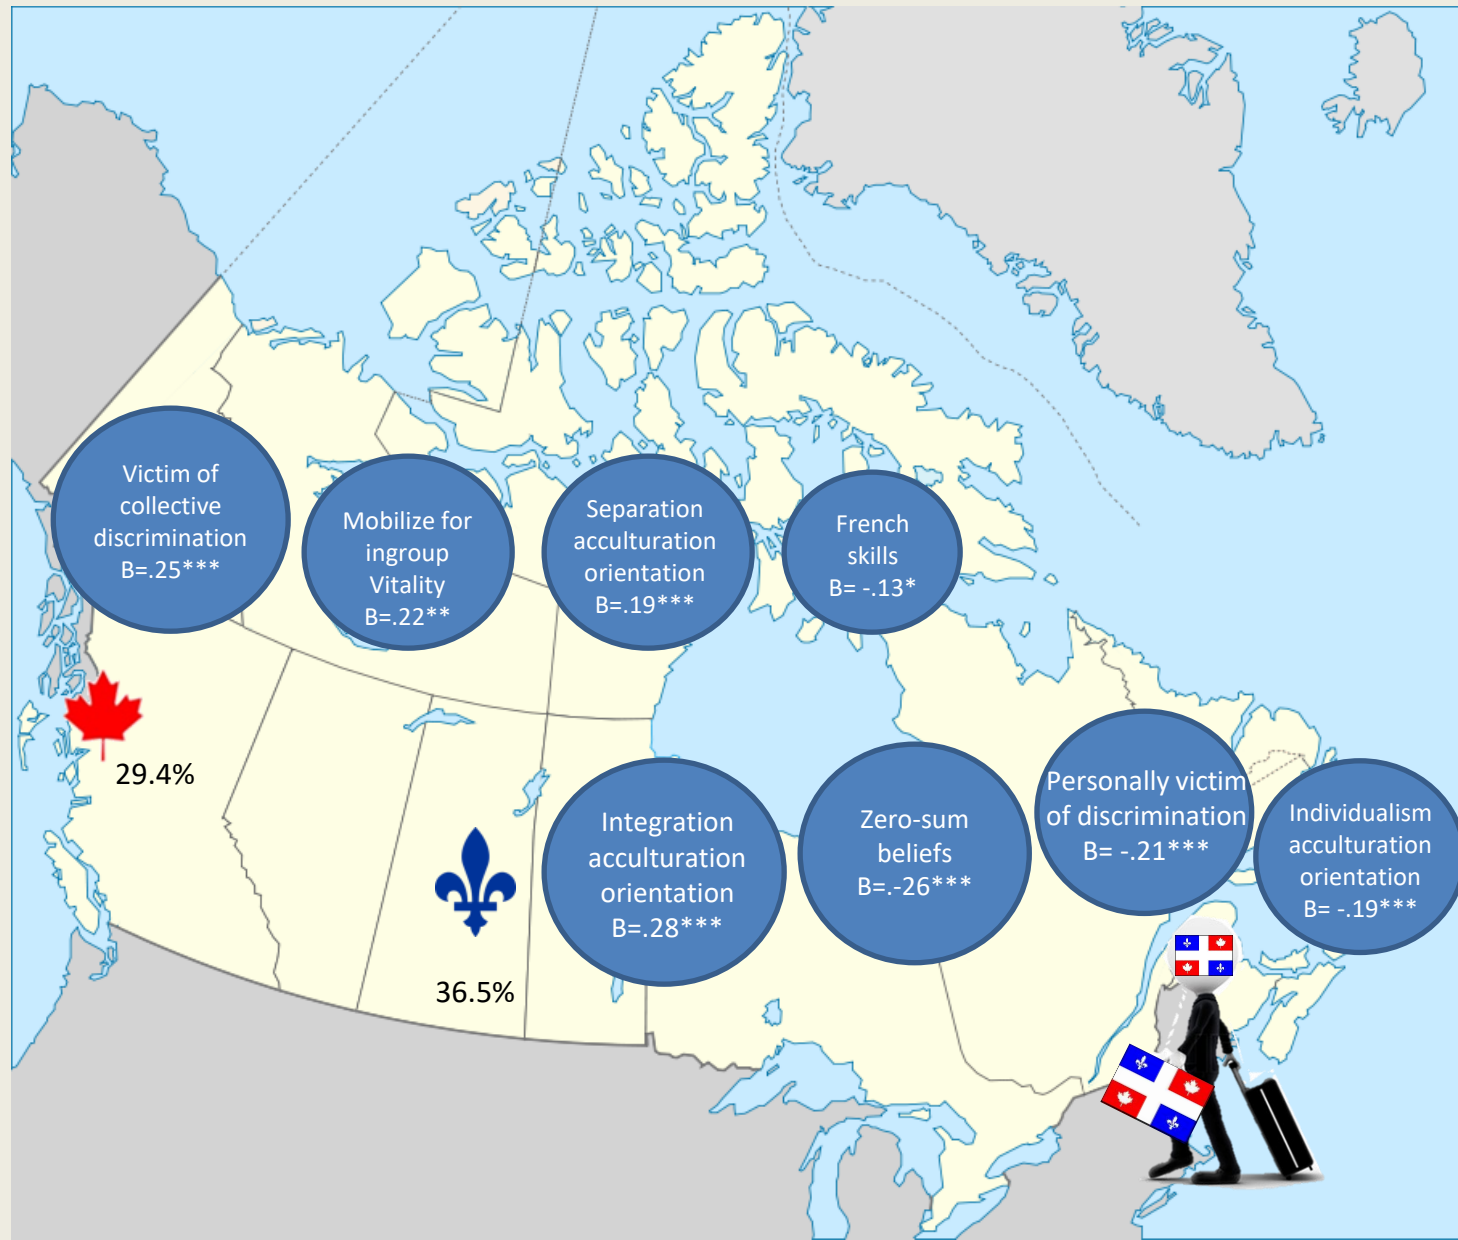 Victim of
collective
discrimination
B=.25***
Mobilize for
ingroup
Vitality
B=.22**
Separation
acculturation
orientation
B=.19***
French
skills
B= -.13*
29.4%
36.5%
Integration
acculturation
orientation
B=.28***
Zero-sum
beliefs
B=.-26***
Personally victim
of discrimination
B= -.21***
Individualism
acculturation
orientation
B= -.19***